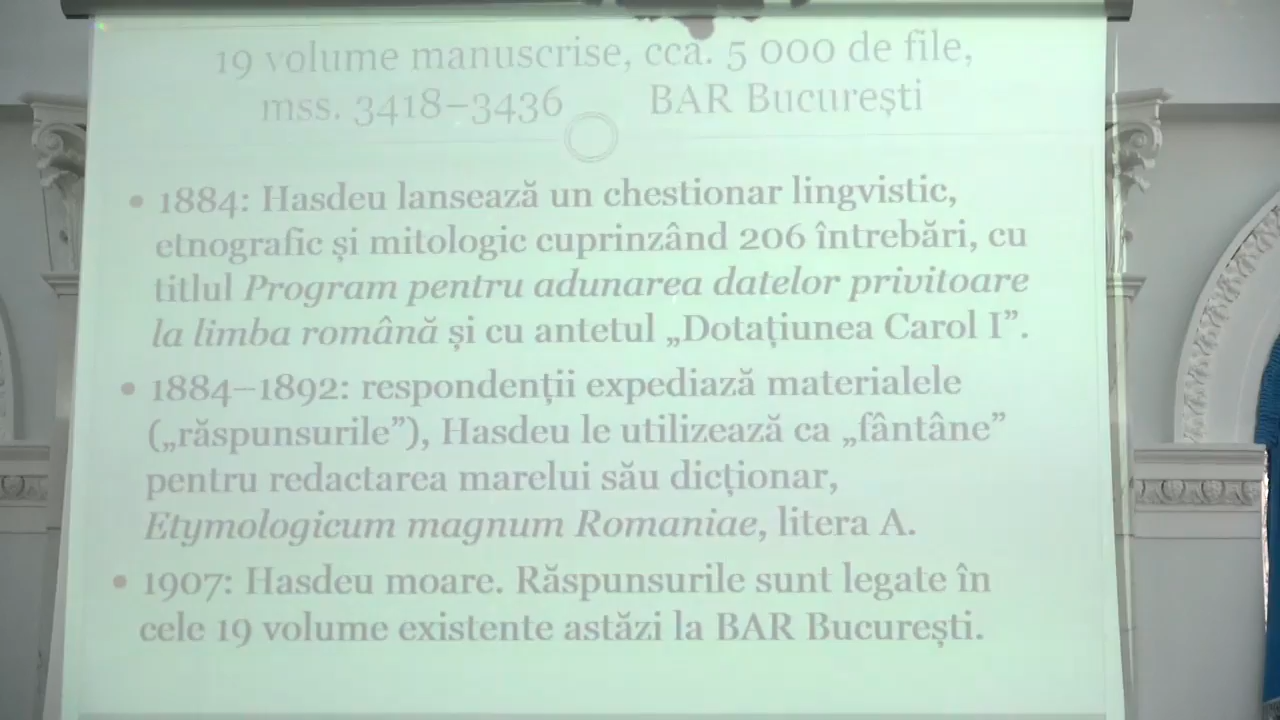 19 volume manuscrise, cca. 5 000 de file,
mss. 3418–3436 BAR București
• 1884: Hasdeu lansează un chestionar lingvistic,
etnografic și mitologic cuprinzând 206 întrebări, cu
titlul Program pentru adunarea datelor privitoare
la limba română și cu antetul „Dotațiunea Carol I”.
• 1884–1892: respondenții expediază materialele
(„răspunsurile”), Hasdeu le utilizează ca „fântâne”
pentru redactarea marelui său dicționar,
Etymologicum magnum Romaniae, litera A.
• 1907: Hasdeu moare. Răspunsurile sunt legate în
cele 19 volume existente astăzi la BAR București.